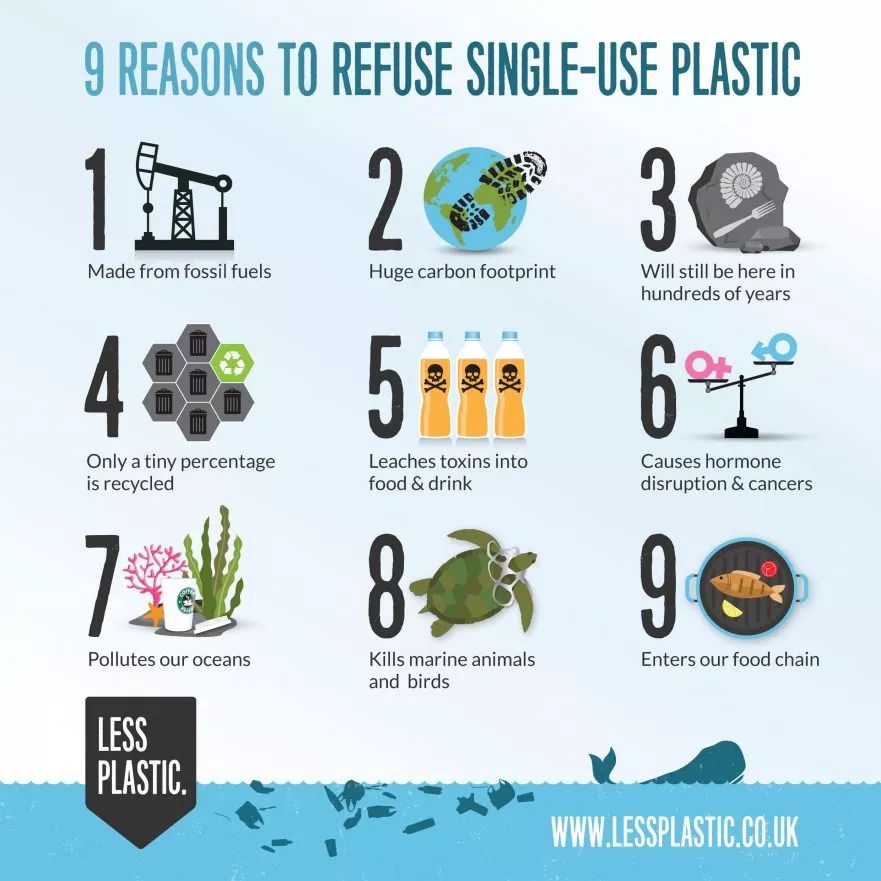 9 REASONS TO REFUSE SINGLE-USE PLASTIC
1
Made from fossil fuels
2
Huge carbon footprint
3
Will still be here in
hundreds of years
4
Only a tiny percentage
is recycled
5
Leaches toxins into
food & drink
6
Causes hormone
disruption & cancers
7
Pollutes our oceans
8
Kills marine animals
and birds
9
Enters our food chain
LESS
PLASTIC.
WWW.LESSPLASTIC.CO.UK